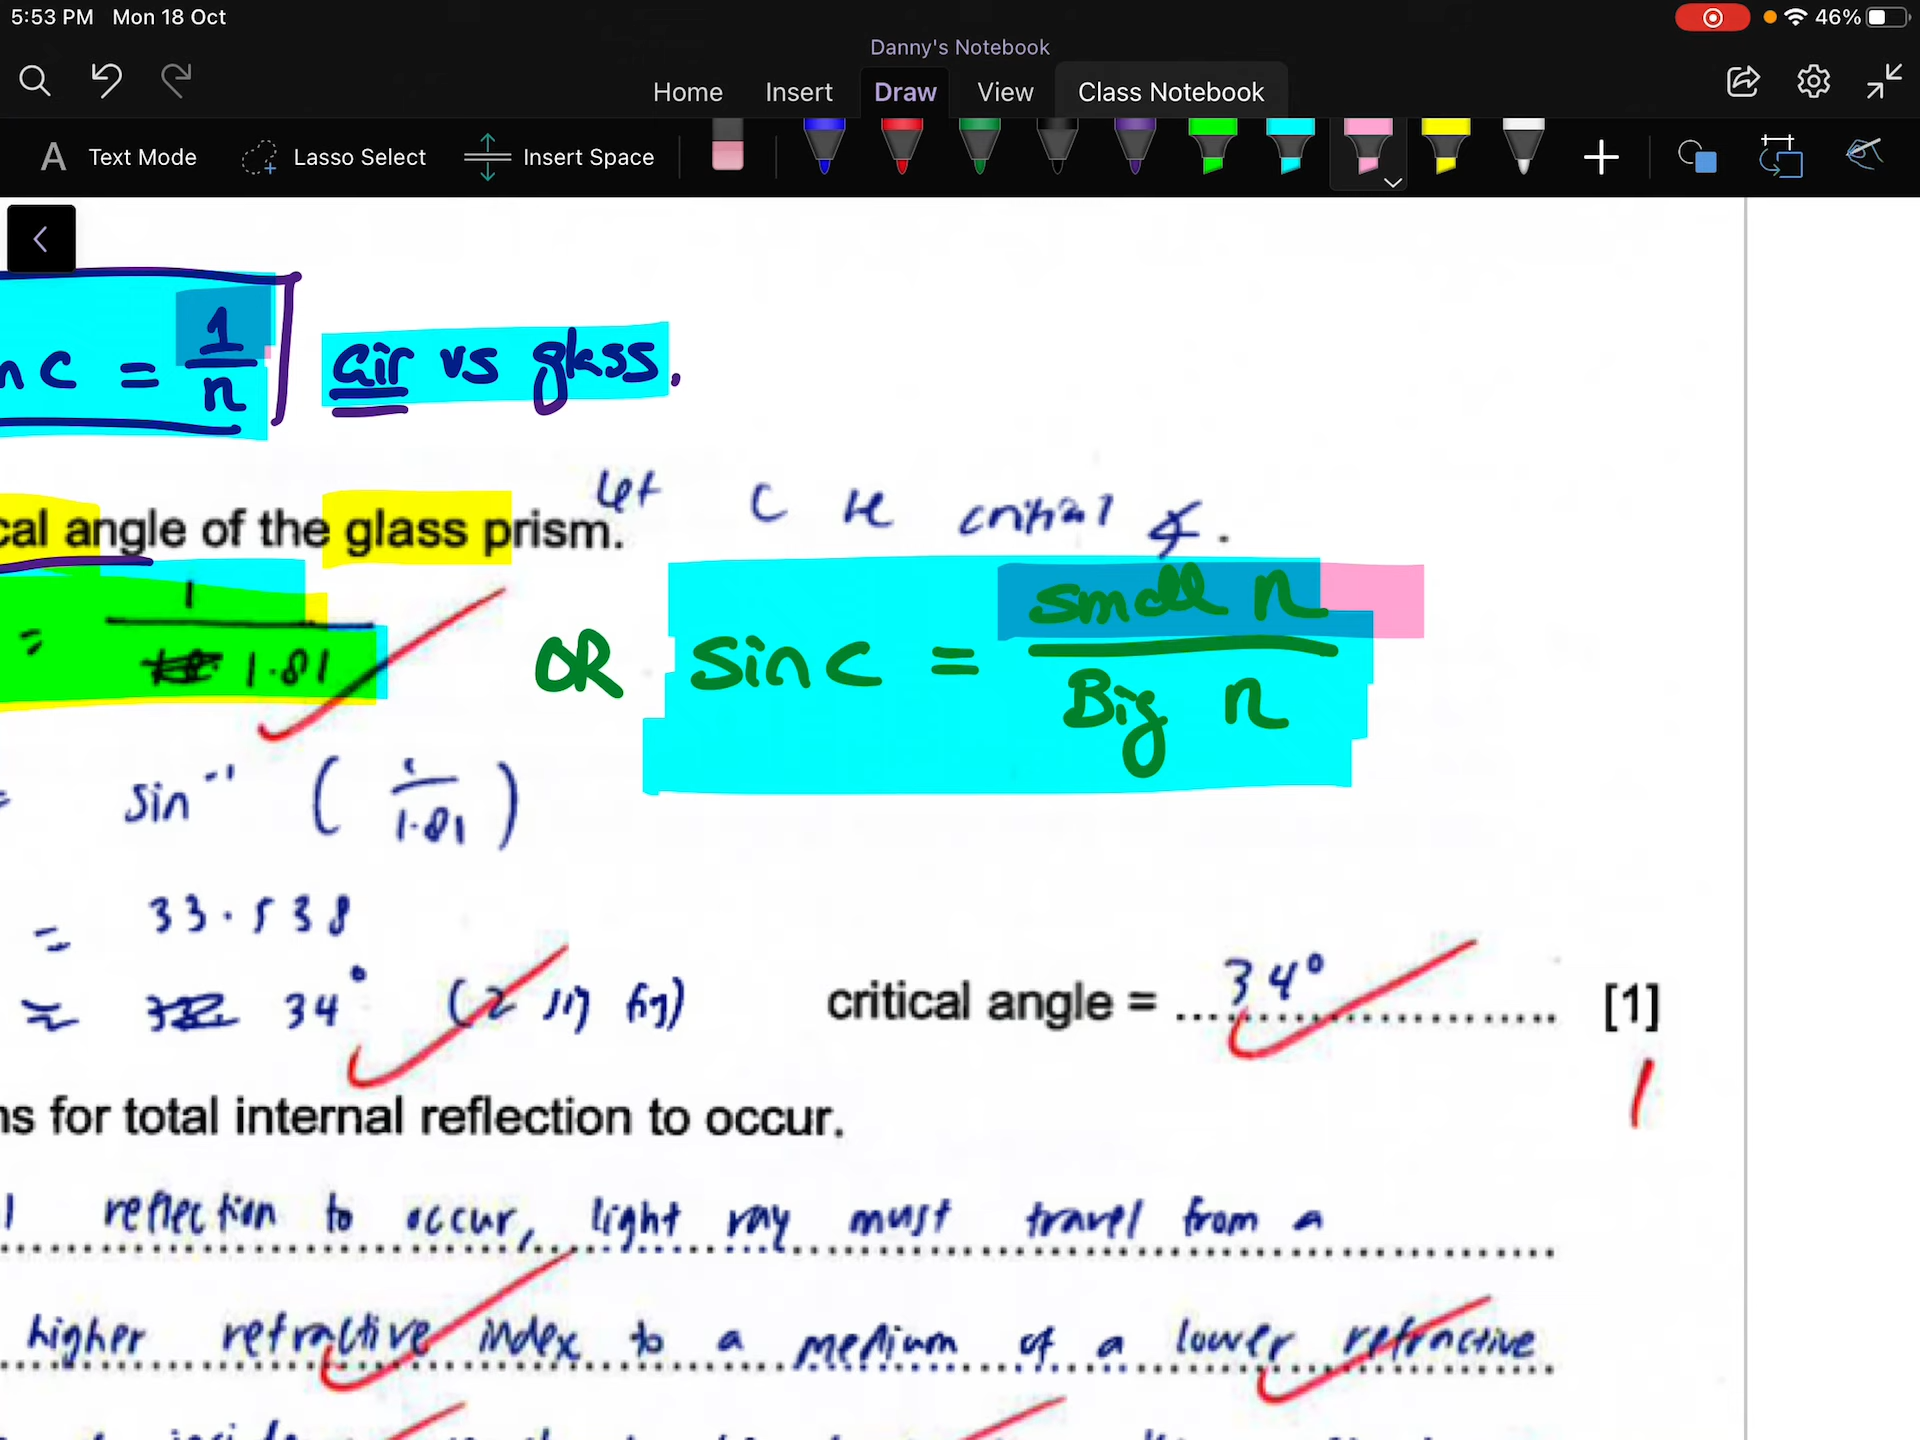 5:53 PM Mon 18 Oct
46%
Danny's Notebook
Home Insert Draw View Class Notebook
A Text Mode Lasso Select Insert Space
n c = 1/n air vs glass.
cal angle of the glass prism. let C be critical ∡.
= 1/1.81 OR sin c = small n/Big n
= sin⁻¹ (1/1.81)
= 33.538
≈ 34° (2 sig fig) critical angle = 34° [1]
1
ns for total internal reflection to occur.
l reflection to occur, light ray must travel from a
higher refractive index to a medium of a lower refractive